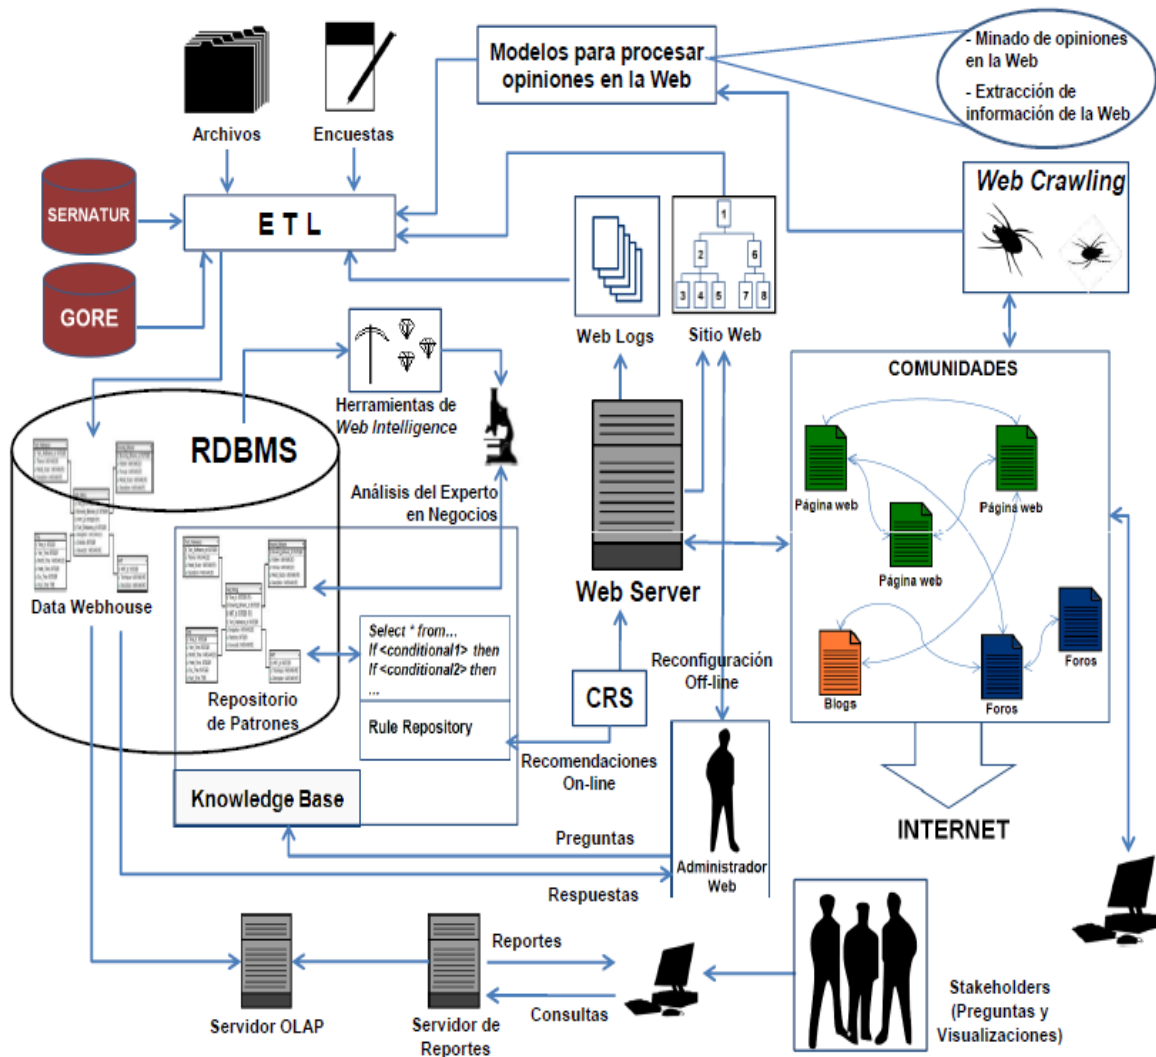 Modelos para procesar
opiniones en la Web
- Minado de opiniones
en la Web
- Extracción de
información de la Web
Archivos
Encuestas
SERNATUR
ETL
GORE
Web Crawling
1
2
6
3
4
5
7
8
Web Logs
Sitio Web
COMUNIDADES
Herramientas de
Web Intelligence
RDBMS
Página web
Página web
Página web
Análisis del Experto
en Negocios
Data Webhouse
Web Server
Select * from...
If <conditional1> then
If <conditional2> then
...
Rule Repository
Repositorio
de Patrones
Reconfiguración
Off-line
CRS
Blogs
Foros
Foros
Recomendaciones
On-line
Knowledge Base
INTERNET
Preguntas
Administrador
Web
Respuestas
Reportes
Consultas
Servidor OLAP
Servidor de
Reportes
Stakeholders
(Preguntas y
Visualizaciones)